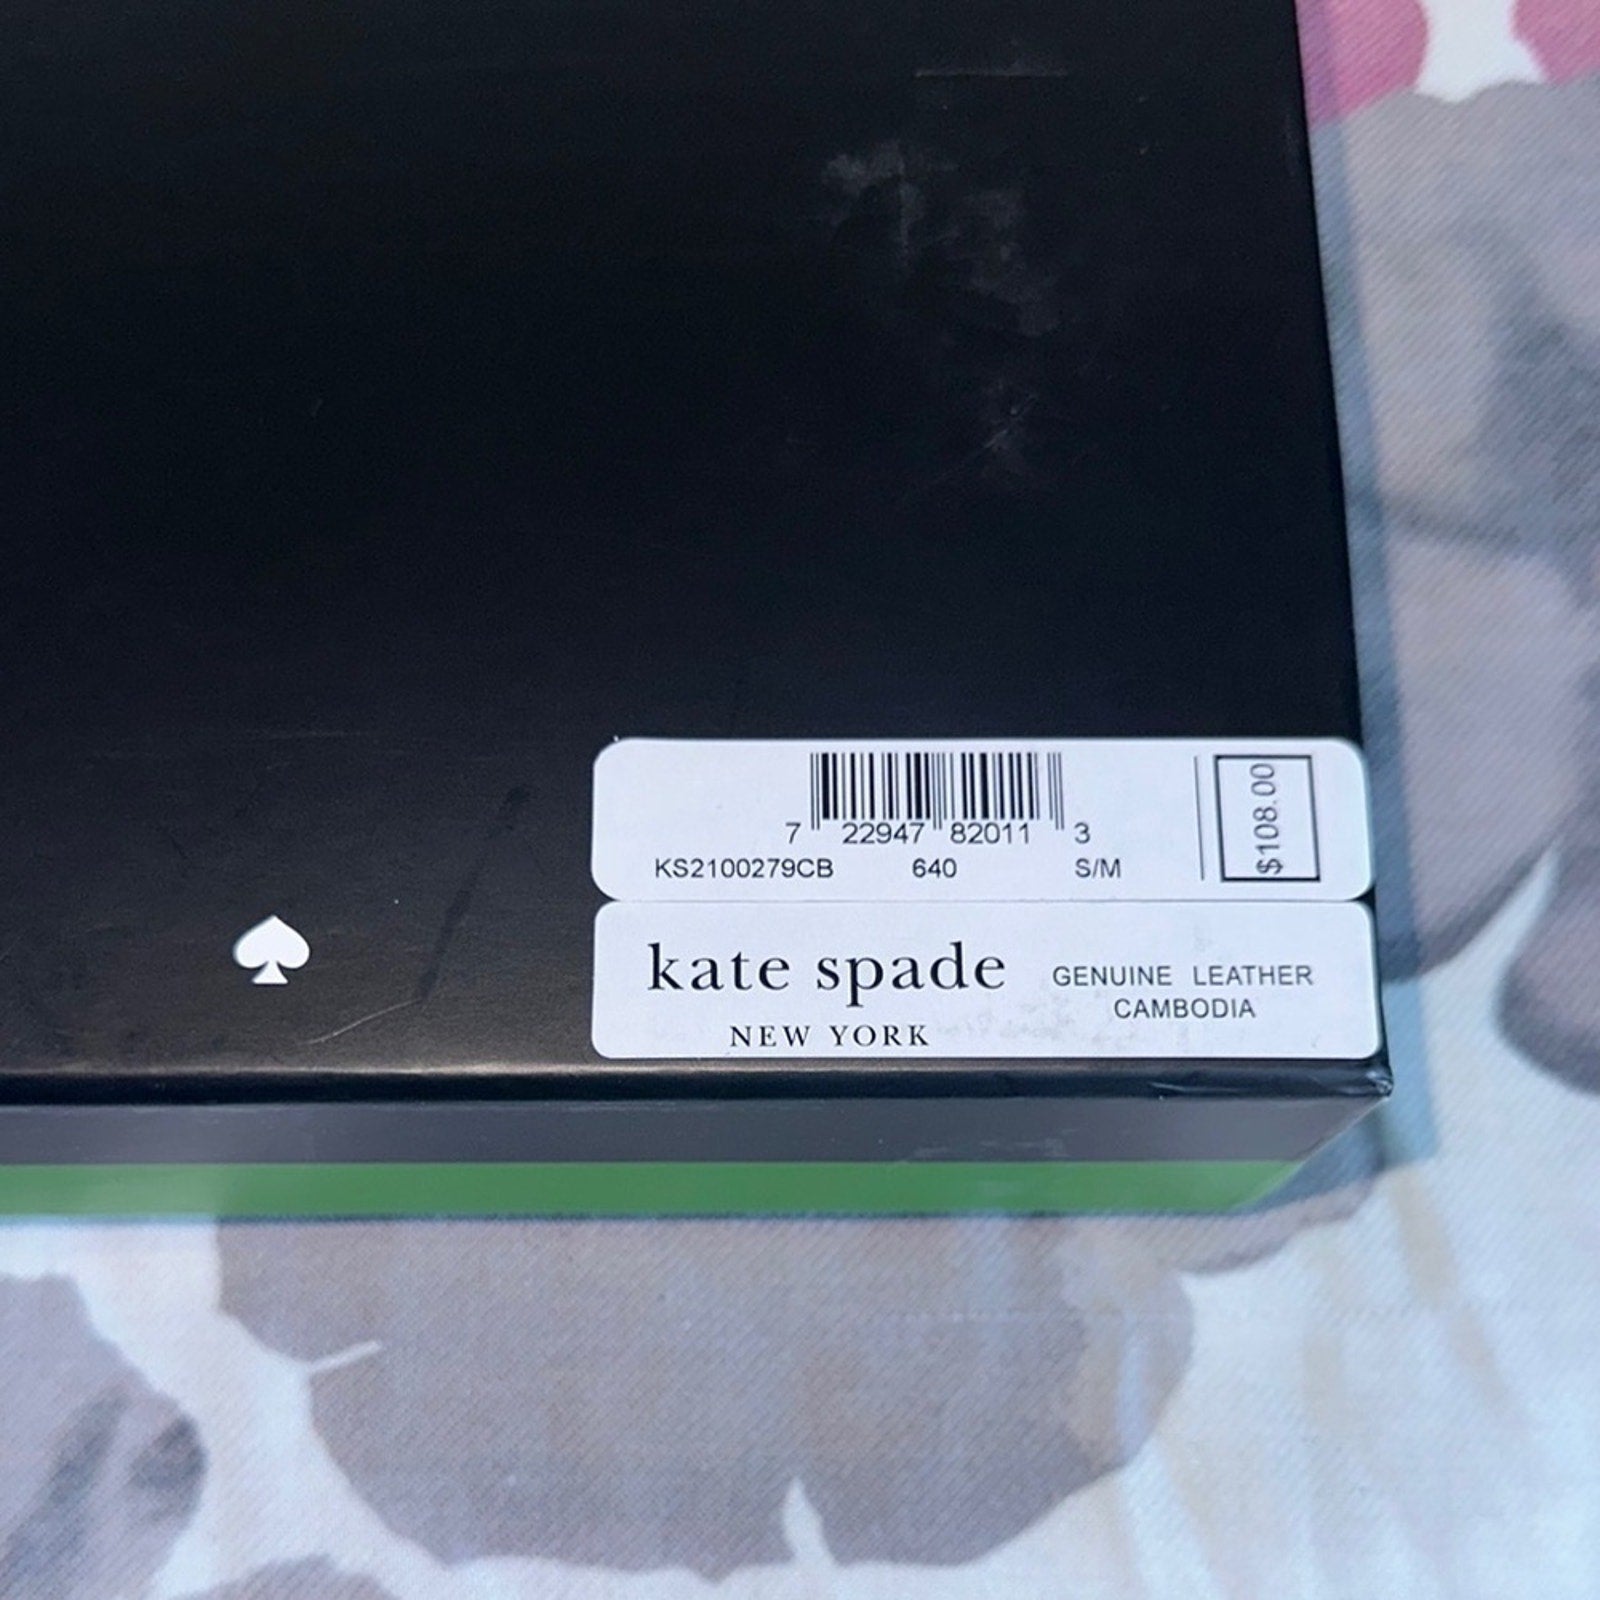 7 22947 82011 3
KS2100279CB 640 S/M
$108.00
kate spade
NEW YORK
GENUINE LEATHER
CAMBODIA